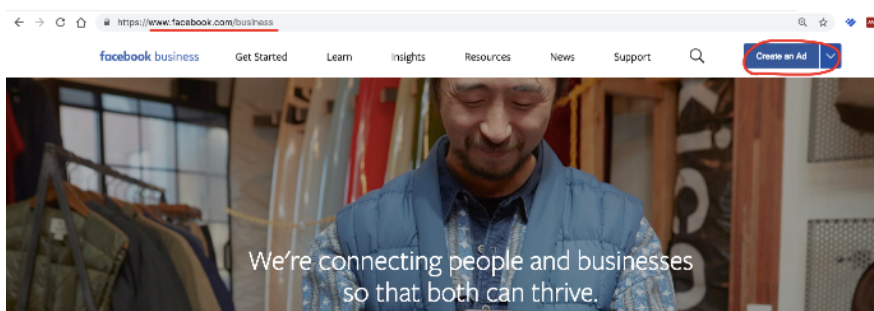 https://www.facebook.com/business
facebook business Get Started Learn Insights Resources News Support Create an Ad
We're connecting people and businesses
so that both can thrive.